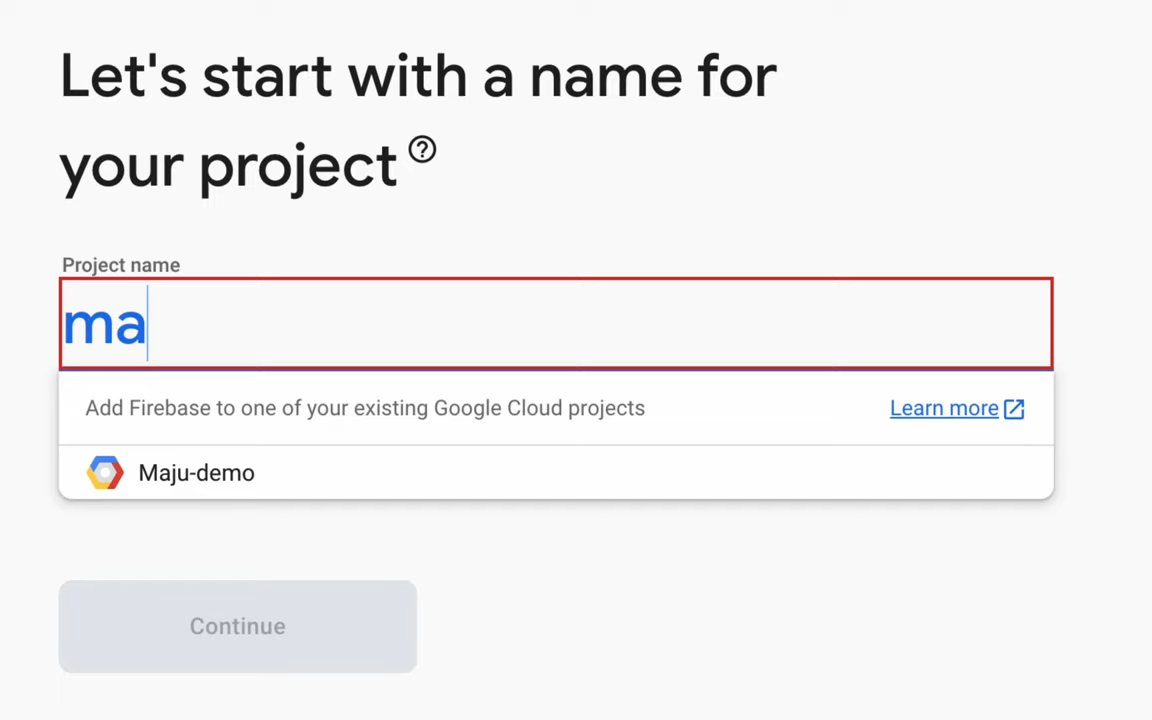 Let's start with a name for
your project
Project name
ma
Add Firebase to one of your existing Google Cloud projects Learn more
Maju-demo
Continue